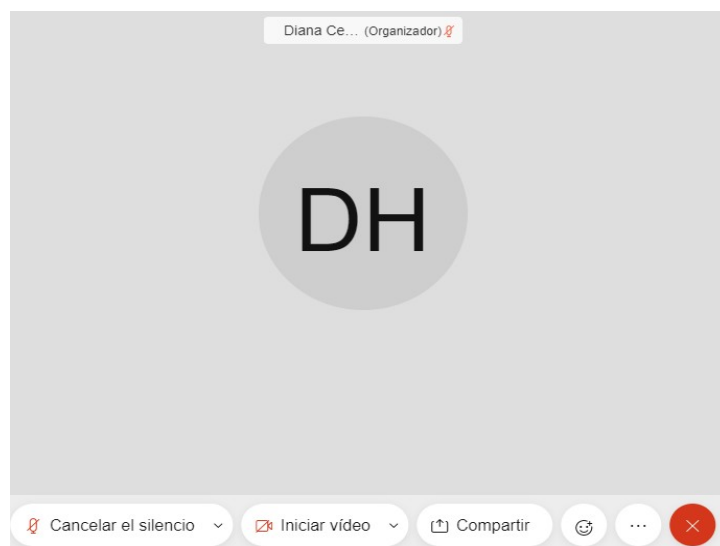 Diana Ce... (Organizador)
DH
Cancelar el silencio Iniciar vídeo Compartir